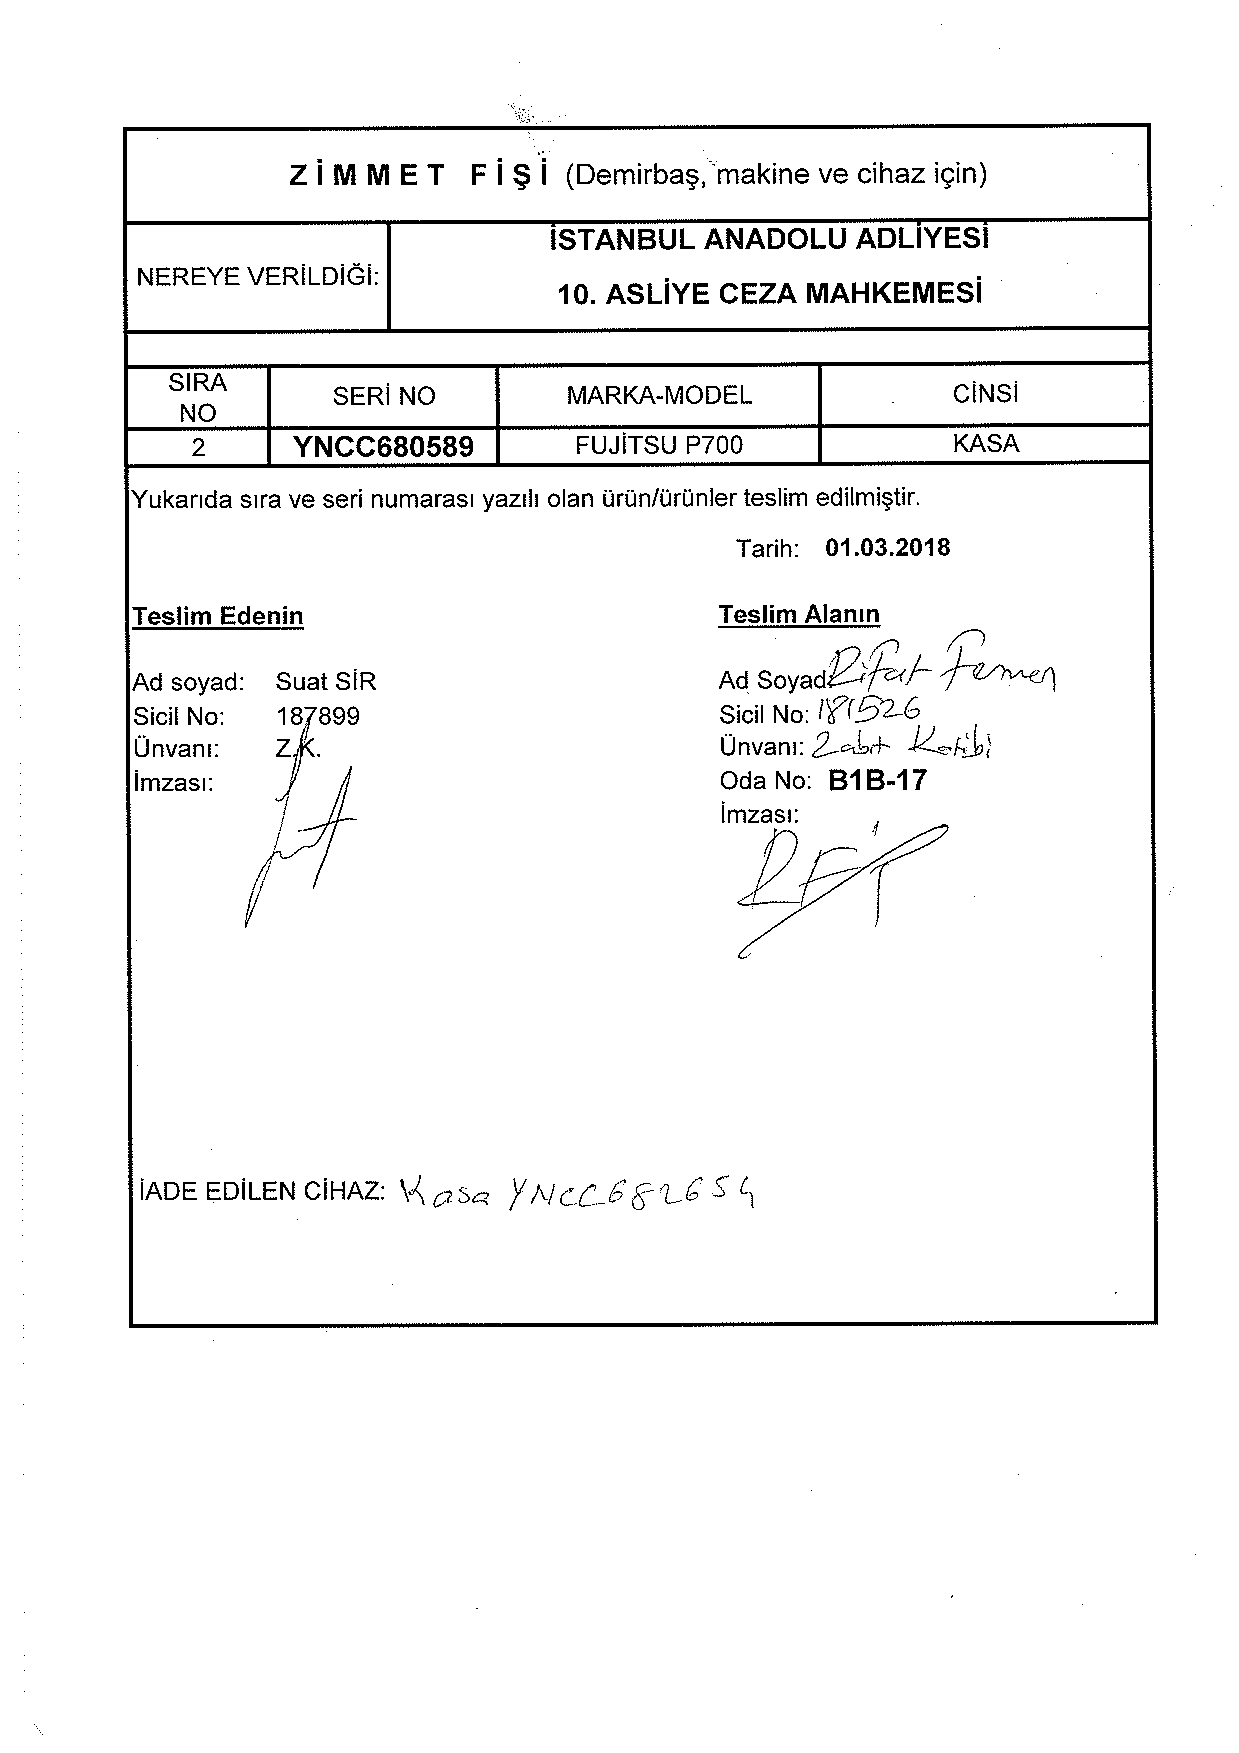 ZİMMET FİŞİ (Demirbaş, makine ve cihaz için)
NEREYE VERİLDİĞİ:
İSTANBUL ANADOLU ADLİYESİ
10. ASLİYE CEZA MAHKEMESİ
SIRA NO SERİ NO MARKA-MODEL CİNSİ
2 YNCC680589 FUJİTSU P700 KASA
Yukarıda sıra ve seri numarası yazılı olan ürün/ürünler teslim edilmiştir.
Tarih: 01.03.2018
Teslim Edenin
Ad soyad: Suat SİR
Sicil No: 187899
Ünvanı: Z.K.
İmzası:
Teslim Alanın
Ad Soyad: Rifat
Sicil No: 181526
Ünvanı: Zabıt Katibi
Oda No: B1B-17
İmzası:
İADE EDİLEN CİHAZ: Kasa YNCC682654